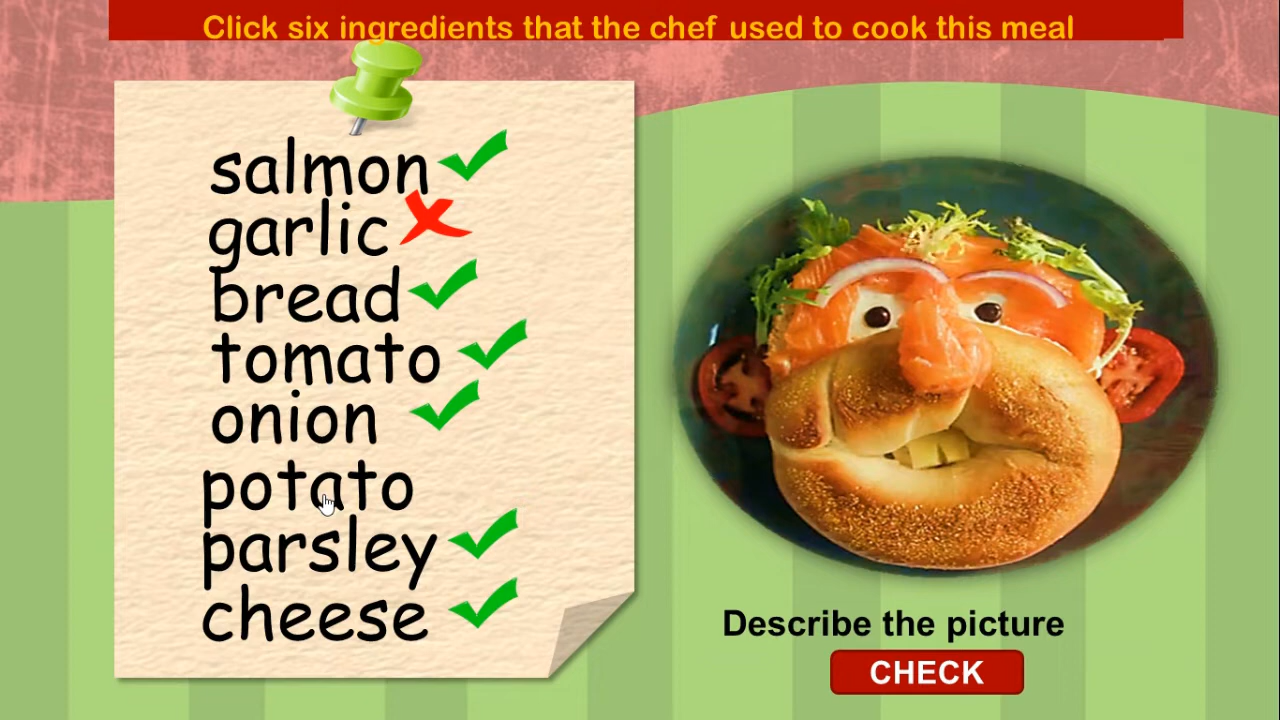 Click six ingredients that the chef used to cook this meal
salmon
garlic
bread
tomato
onion
potato
parsley
cheese
Describe the picture
CHECK